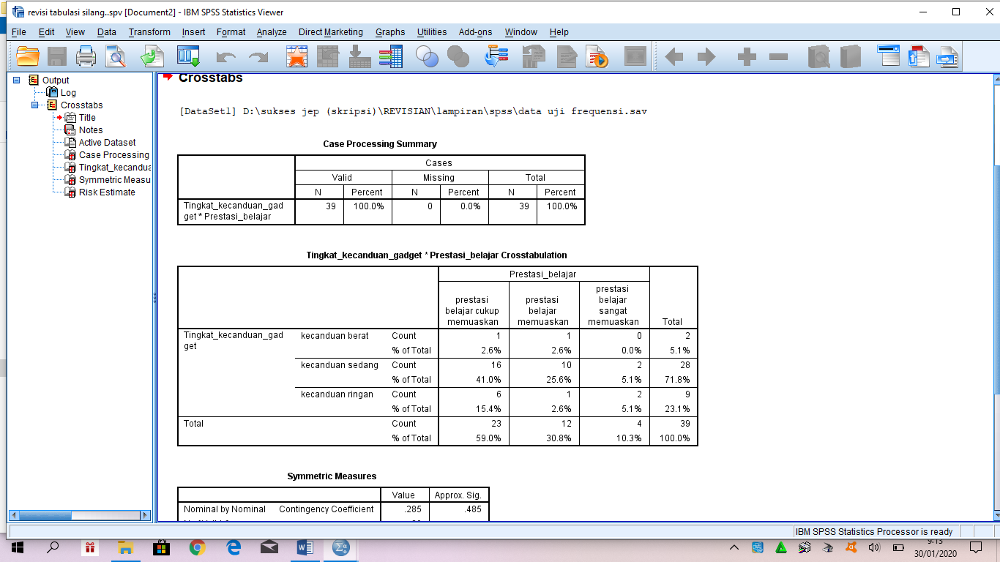 revisi tabulasi silang..spv [Document2] - IBM SPSS Statistics Viewer
File Edit View Data Transform Insert Format Analyze Direct Marketing Graphs Utilities Add-ons Window Help
Output
Log
Crosstabs
Title
Notes
Active Dataset
Case Processing
Tingkat_kecandua
Symmetric Measu
Risk Estimate
Crosstabs
[DataSet1] D:\sukses jep (skripsi)\REVISIAN\lampiran\spss\data uji frequensi.sav
Case Processing Summary
Cases
Valid Missing Total
N Percent N Percent N Percent
Tingkat_kecanduan_gad
get * Prestasi_belajar 39 100.0% 0 0.0% 39 100.0%
Tingkat_kecanduan_gadget * Prestasi_belajar Crosstabulation
Prestasi_belajar
prestasi belajar cukup memuaskan prestasi belajar memuaskan prestasi belajar sangat memuaskan Total
Tingkat_kecanduan_gad
get kecanduan berat Count 1 1 0 2
% of Total 2.6% 2.6% 0.0% 5.1%
kecanduan sedang Count 16 10 2 28
% of Total 41.0% 25.6% 5.1% 71.8%
kecanduan ringan Count 6 1 2 9
% of Total 15.4% 2.6% 5.1% 23.1%
Total Count 23 12 4 39
% of Total 59.0% 30.8% 10.3% 100.0%
Symmetric Measures
Value Approx. Sig.
Nominal by Nominal Contingency Coefficient .285 .485
IBM SPSS Statistics Processor is ready
9:13
30/01/2020